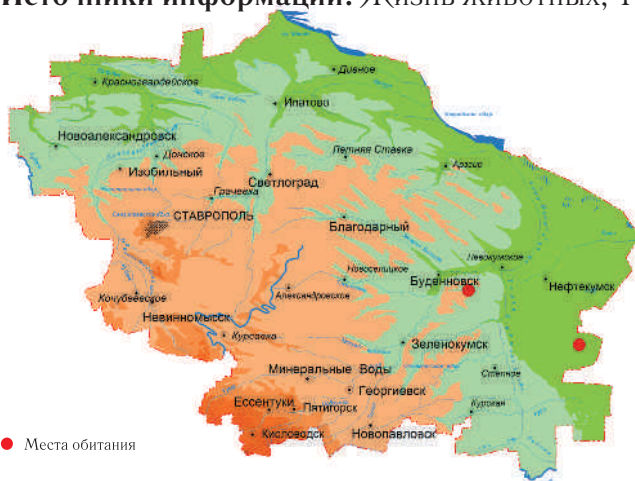 Источники информации: Жизнь животных,
Дивное
Красногвардейское
Ипатово
Новоалександровск
Донское
Летняя Ставка
Арзгир
Изобильный
Светлоград
Грачевка
СТАВРОПОЛЬ
Благодарный
Левокумское
Новоселицкое
Буденновск
Нефтекумск
Кочубеевское
Александровское
Невинномысск
Курсавка
Зеленокумск
Минеральные Воды
Степное
Георгиевск
Ессентуки
Пятигорск
Курская
Кисловодск
Новопавловск
Места обитания